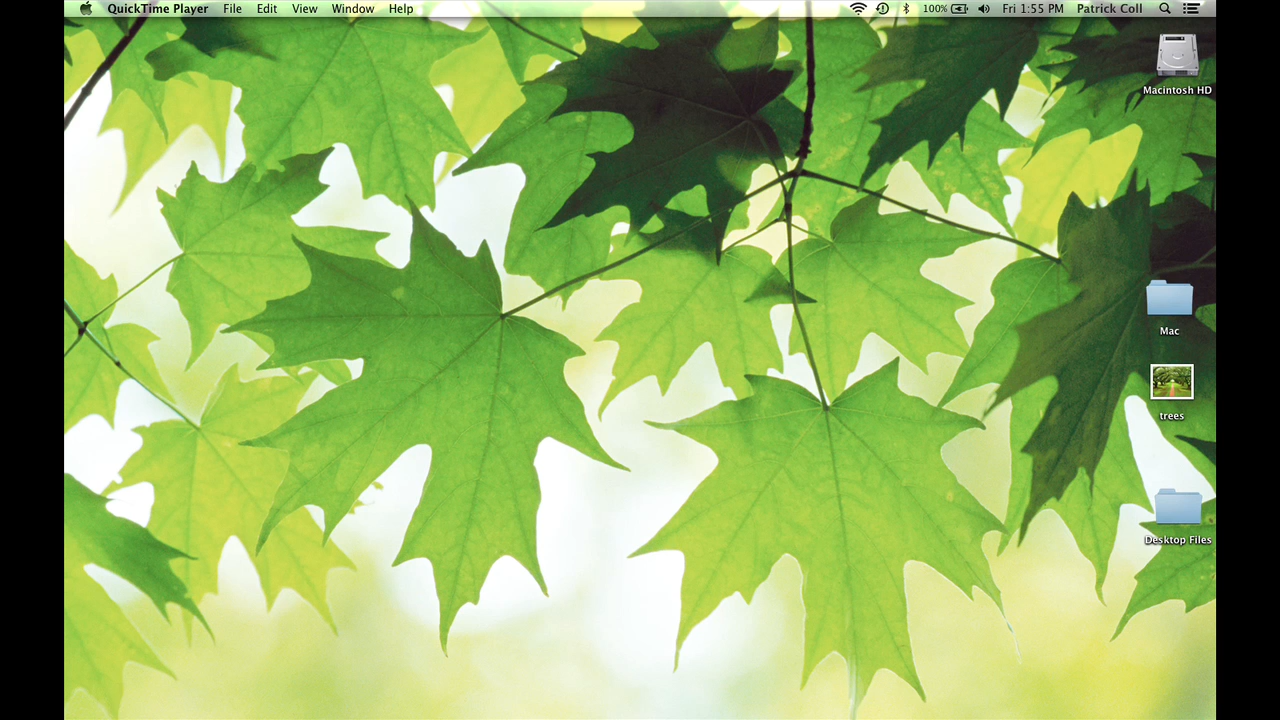 QuickTime Player File Edit View Window Help 100% Fri 1:55 PM Patrick Coll
Macintosh HD
Mac
trees
Desktop Files